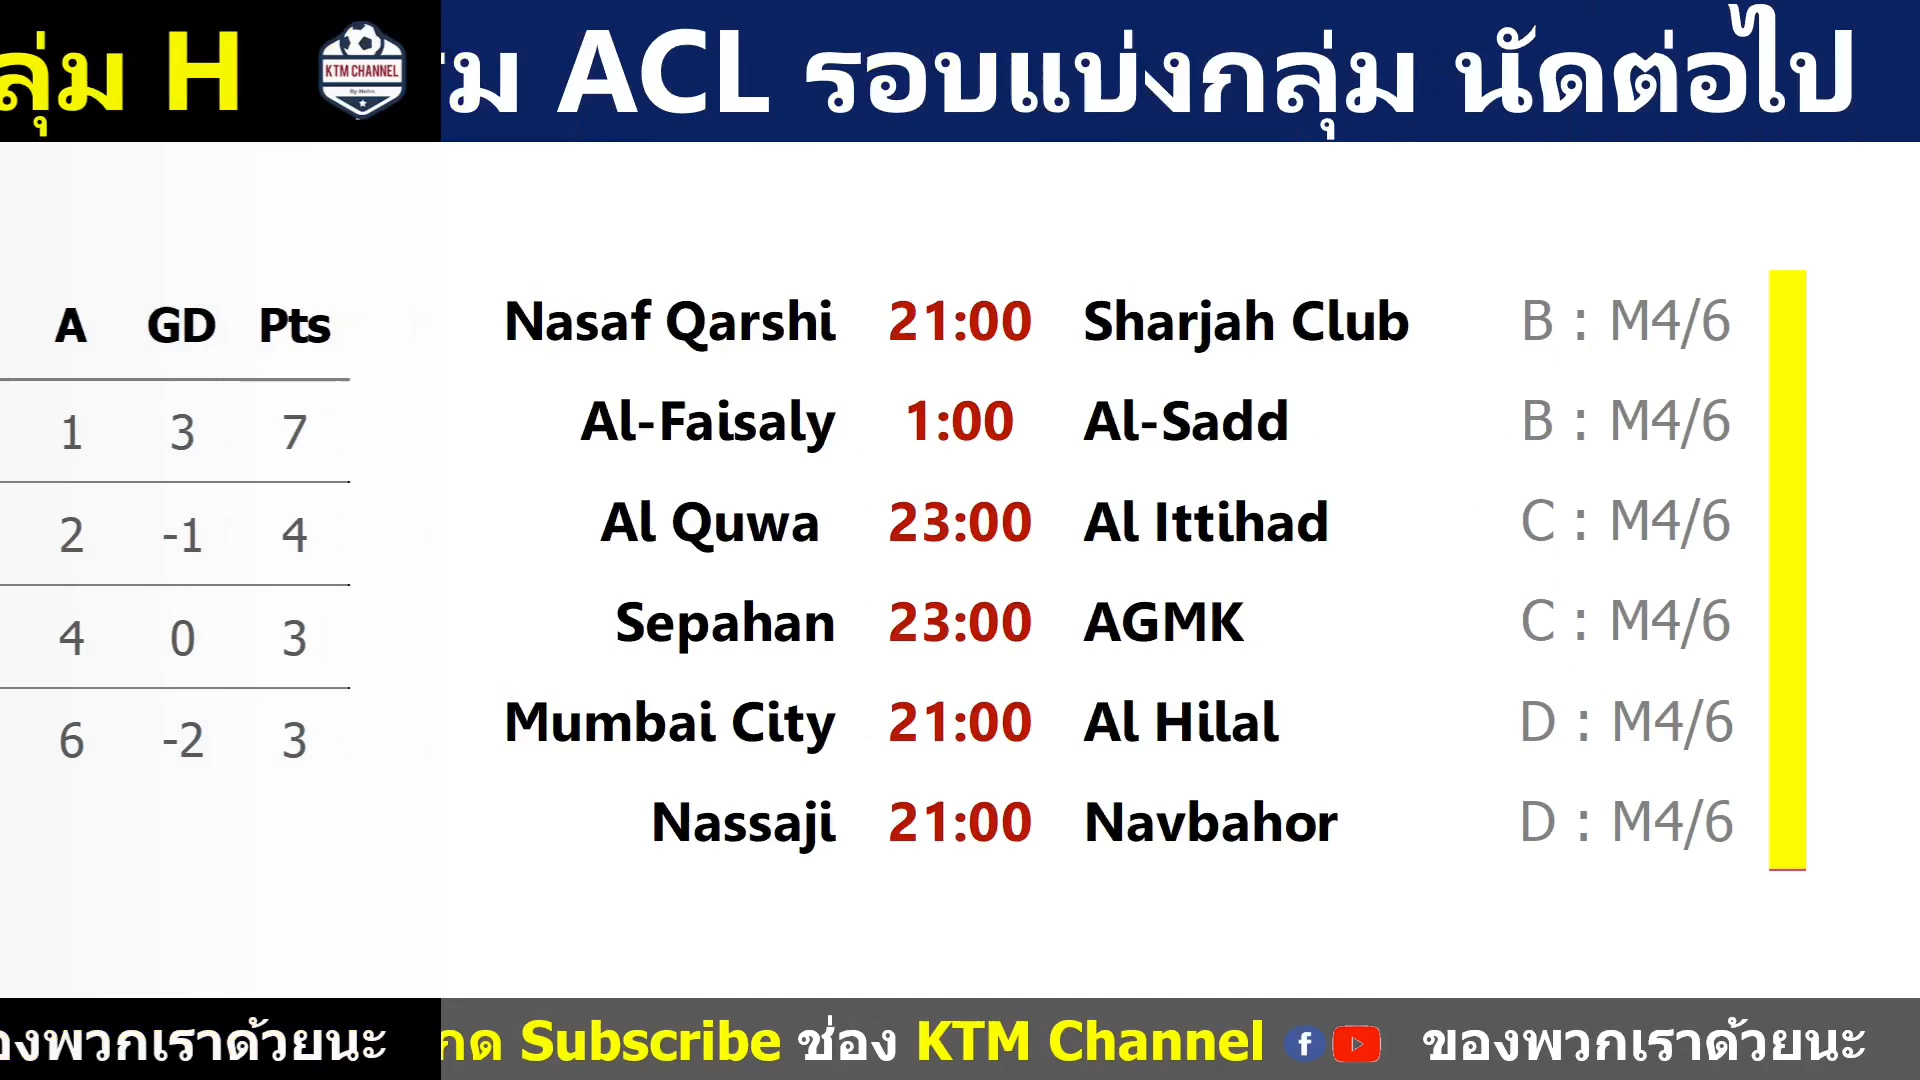 ลุ่ม H
KTM CHANNEL
ม ACL รอบแบ่งกลุ่ม นัดต่อไป
A GD Pts
1 3 7
2 -1 4
4 0 3
6 -2 3
Nasaf Qarshi 21:00 Sharjah Club B : M4/6
Al-Faisaly 1:00 Al-Sadd B : M4/6
Al Quwa 23:00 Al Ittihad C : M4/6
Sepahan 23:00 AGMK C : M4/6
Mumbai City 21:00 Al Hilal D : M4/6
Nassaji 21:00 Navbahor D : M4/6
องพวกเราด้วยนะ
กด Subscribe ช่อง KTM Channel ของพวกเราด้วยนะ